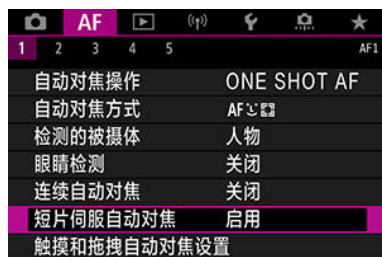 AF
1 2 3 4 5 AF1
自动对焦操作 ONE SHOT AF
自动对焦方式 AF
检测的被摄体 人物
眼睛检测 关闭
连续自动对焦 关闭
短片伺服自动对焦 启用
触摸和拖拽自动对焦设置